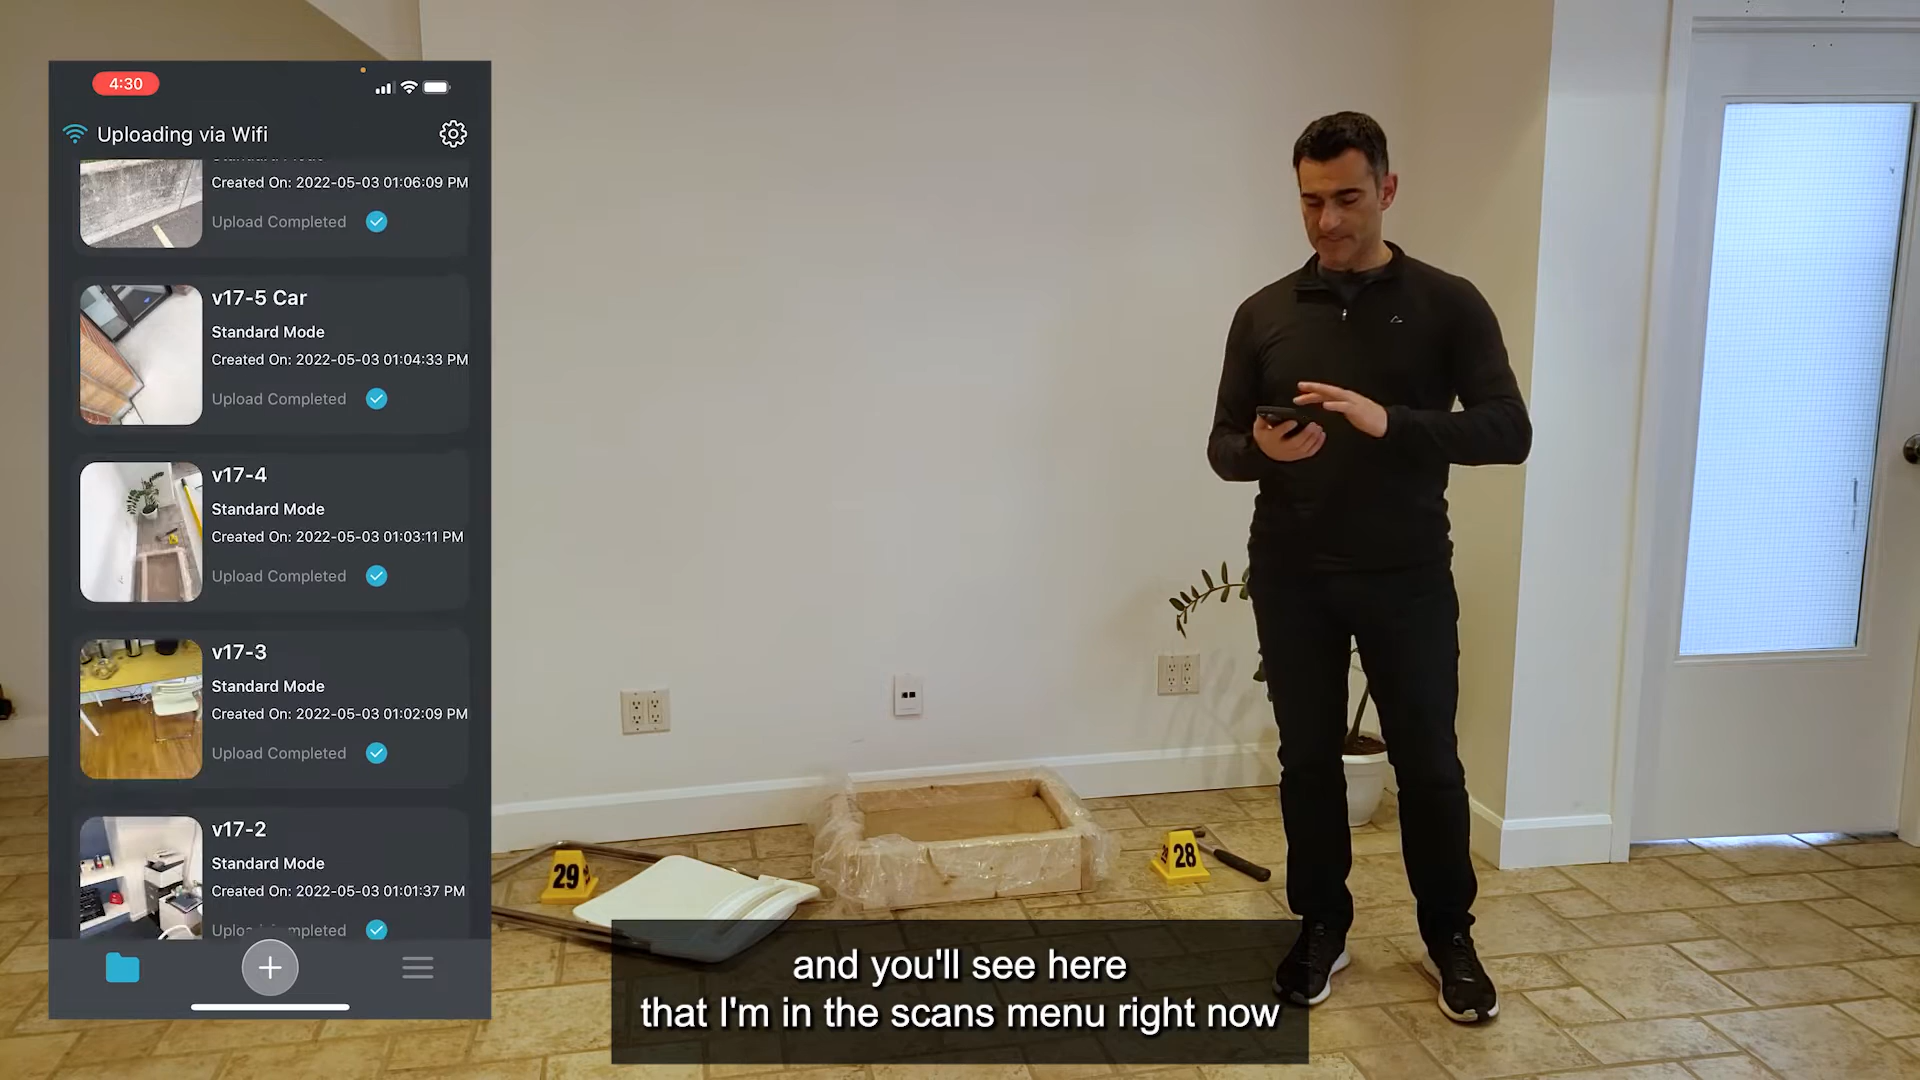 4:30
Uploading via Wifi
Standard Mode
Created On: 2022-05-03 01:06:09 PM
Upload Completed
v17-5 Car
Standard Mode
Created On: 2022-05-03 01:04:33 PM
Upload Completed
v17-4
Standard Mode
Created On: 2022-05-03 01:03:11 PM
Upload Completed
v17-3
Standard Mode
Created On: 2022-05-03 01:02:09 PM
Upload Completed
v17-2
Standard Mode
Created On: 2022-05-03 01:01:37 PM
Upload Completed
29
28
and you'll see here
that I'm in the scans menu right now